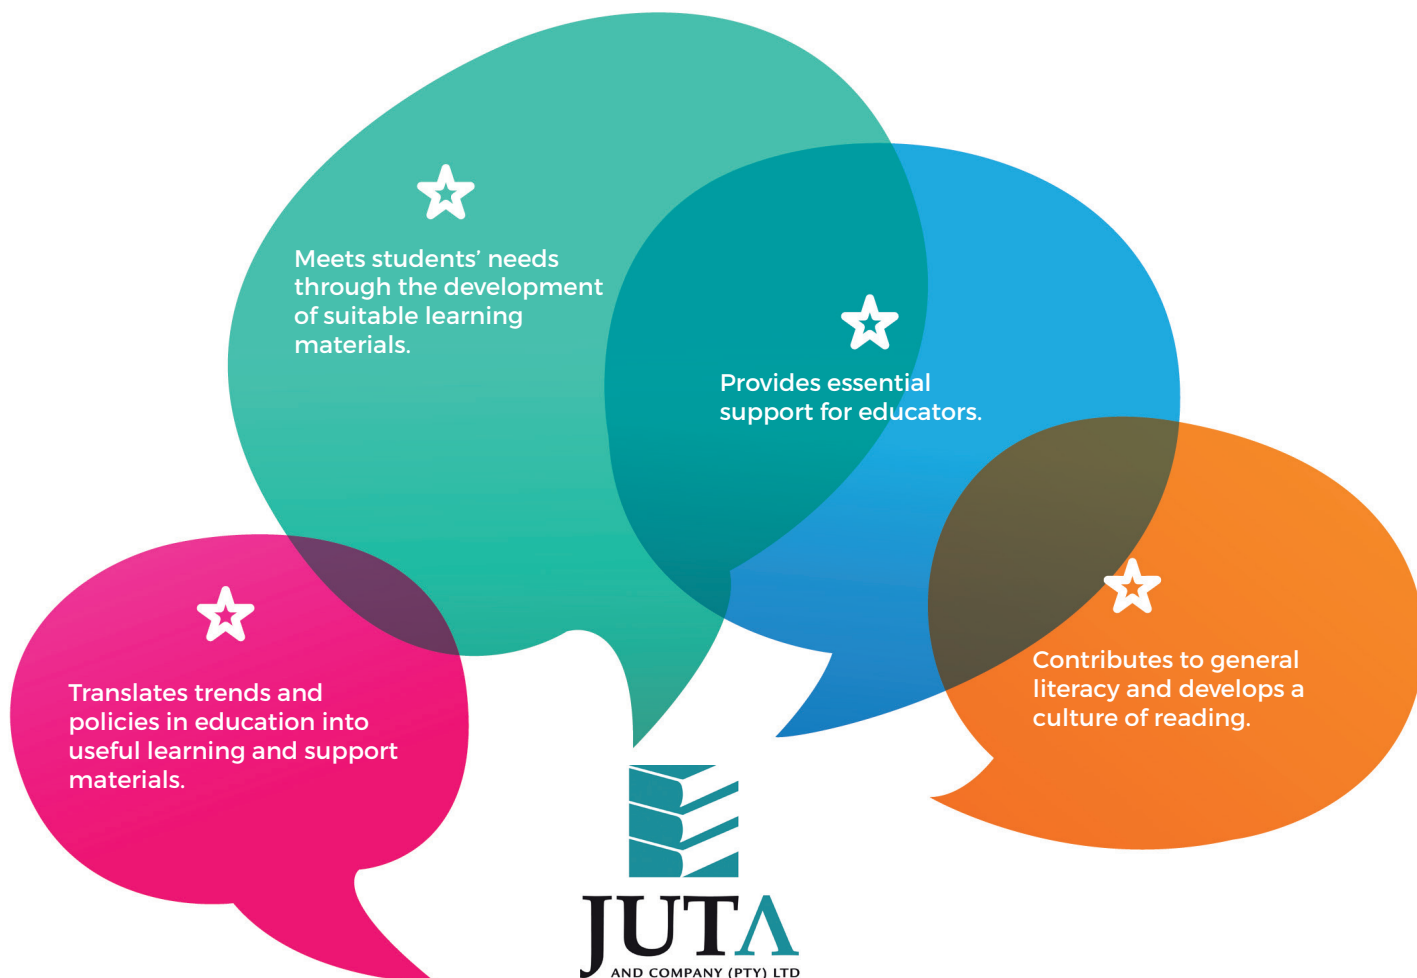 Meets students’ needs
through the development
of suitable learning
materials.
Provides essential
support for educators.
Translates trends and
policies in education into
useful learning and support
materials.
Contributes to general
literacy and develops a
culture of reading.
JUTA
AND COMPANY (PTY) LTD